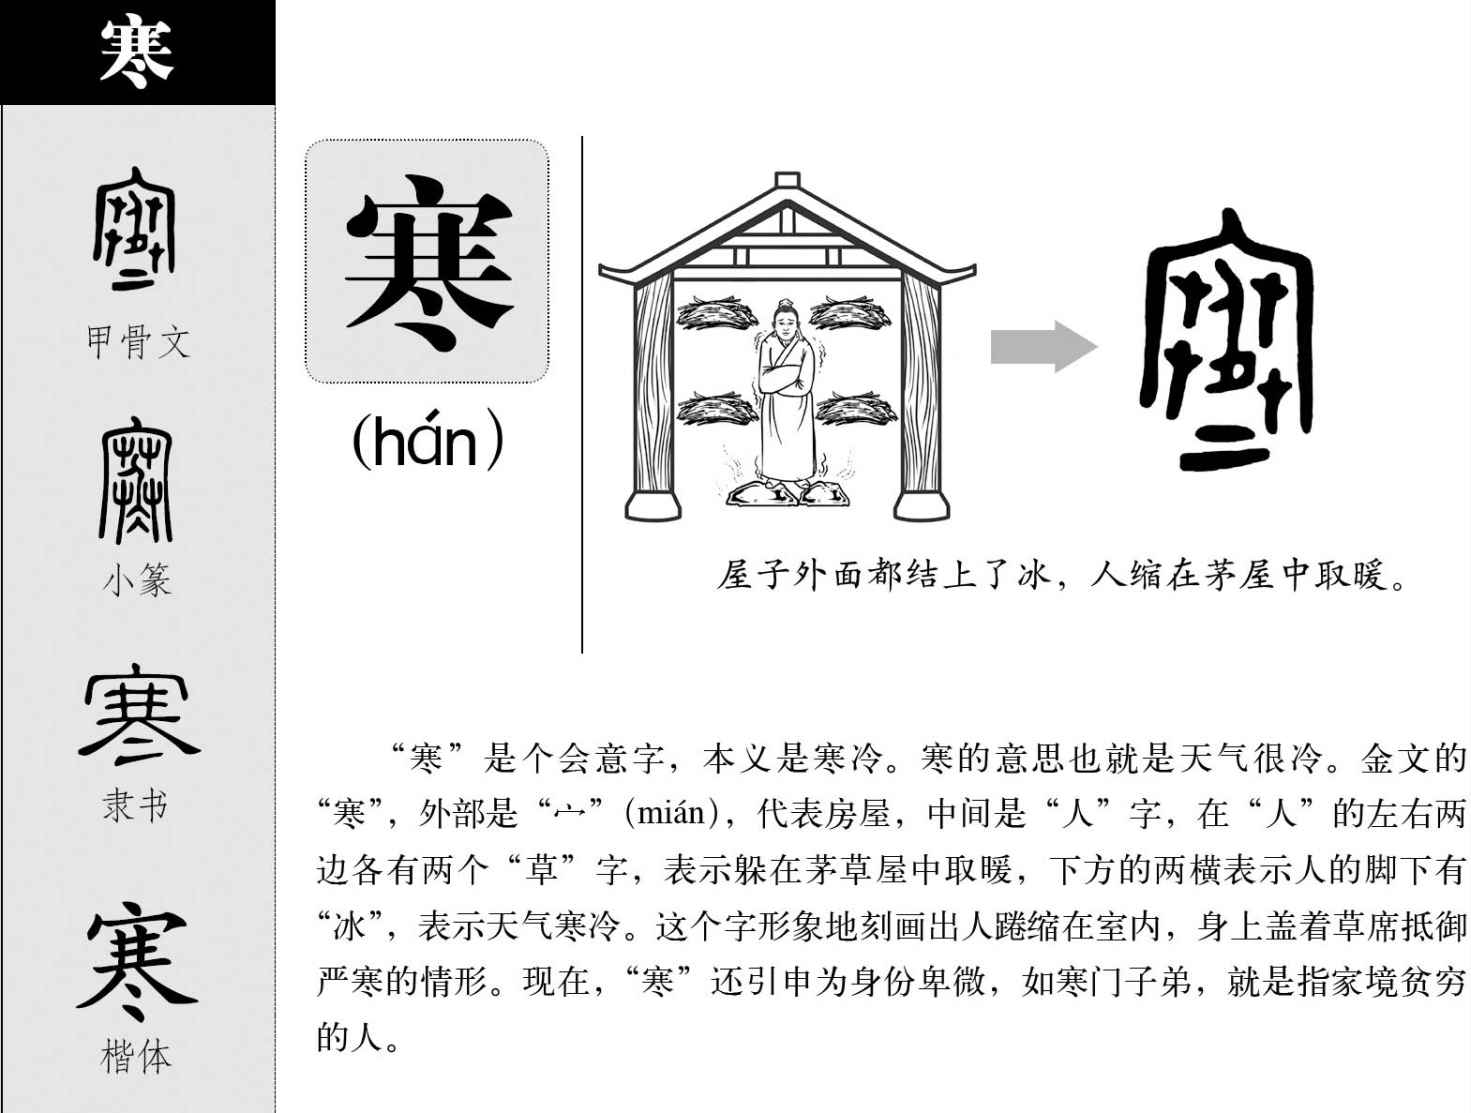 寒
甲骨文
小篆
隶书
楷体
寒
(hán)
屋子外面都结上了冰，人缩在茅屋中取暖。
“寒”是个会意字，本义是寒冷。寒的意思也就是天气很冷。金文的
“寒”，外部是“宀”（mián），代表房屋，中间是“人”字，在“人”的左右两
边各有两个“草”字，表示躲在茅草屋中取暖，下方的两横表示人的脚下有
“冰”，表示天气寒冷。这个字形象地刻画出人踡缩在室内，身上盖着草席抵御
严寒的情形。现在，“寒”还引申为身份卑微，如寒门子弟，就是指家境贫穷
的人。